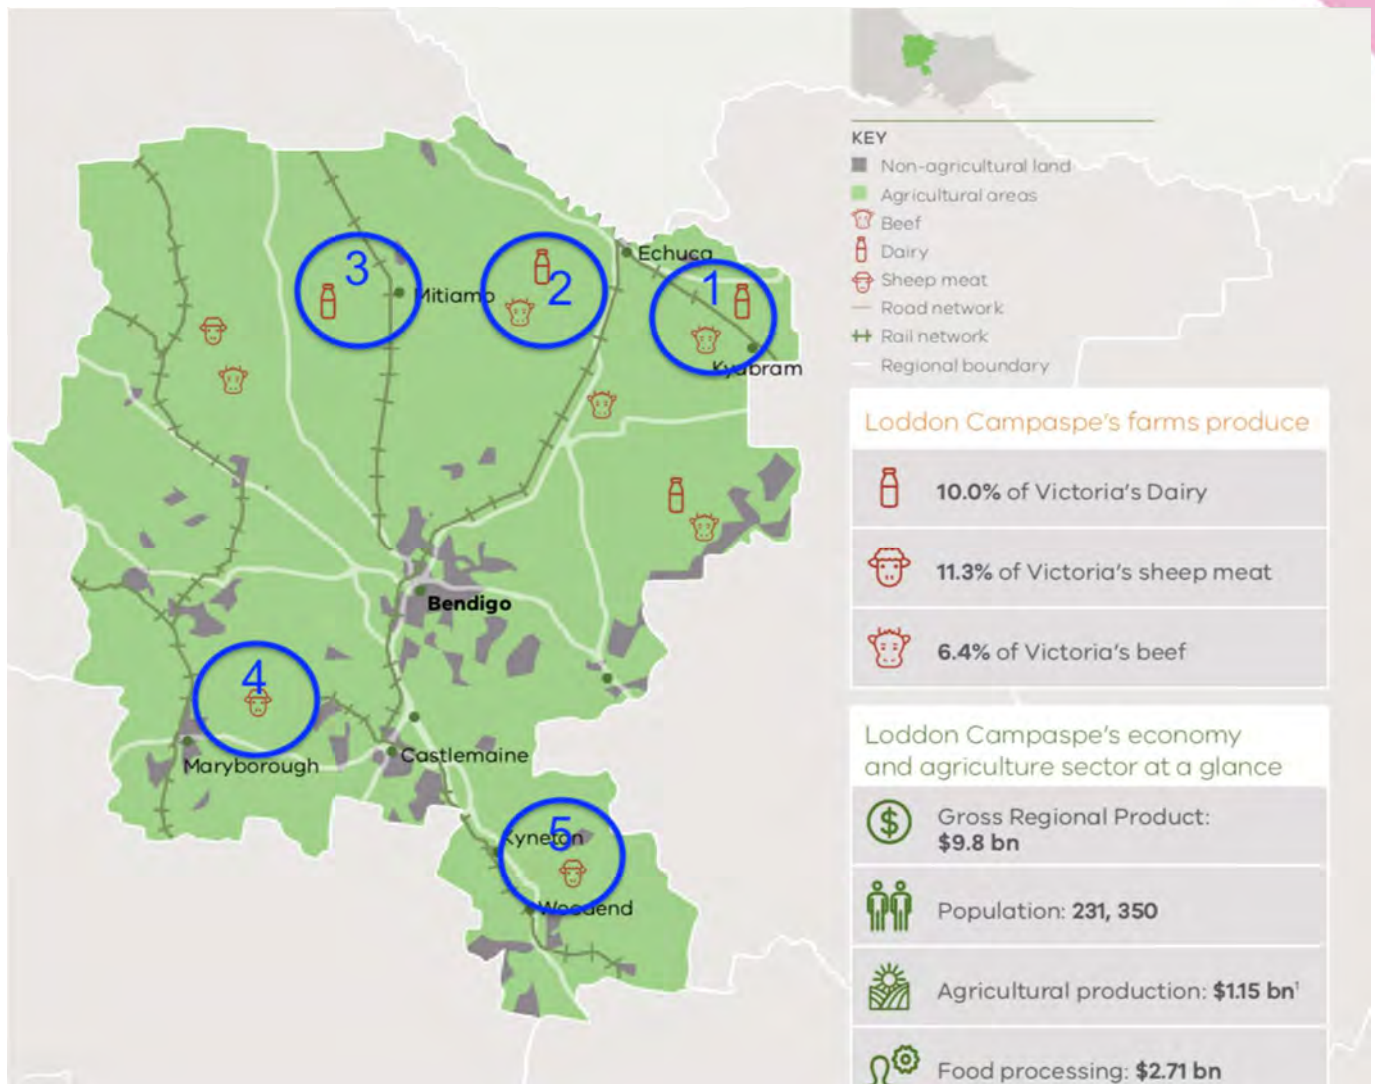 KEY
Non-agricultural land
Agricultural areas
Beef
Dairy
Sheep meat
Road network
Rail network
Regional boundary
Echuca
3
2
1
Mitiamo
Kyabram
Bendigo
4
Maryborough
Castlemaine
5
Kyneton
Woodend
Loddon Campaspe's farms produce
10.0% of Victoria's Dairy
11.3% of Victoria's sheep meat
6.4% of Victoria's beef
Loddon Campaspe's economy
and agriculture sector at a glance
Gross Regional Product:
$9.8 bn
Population: 231, 350
Agricultural production: $1.15 bn¹
Food processing: $2.71 bn